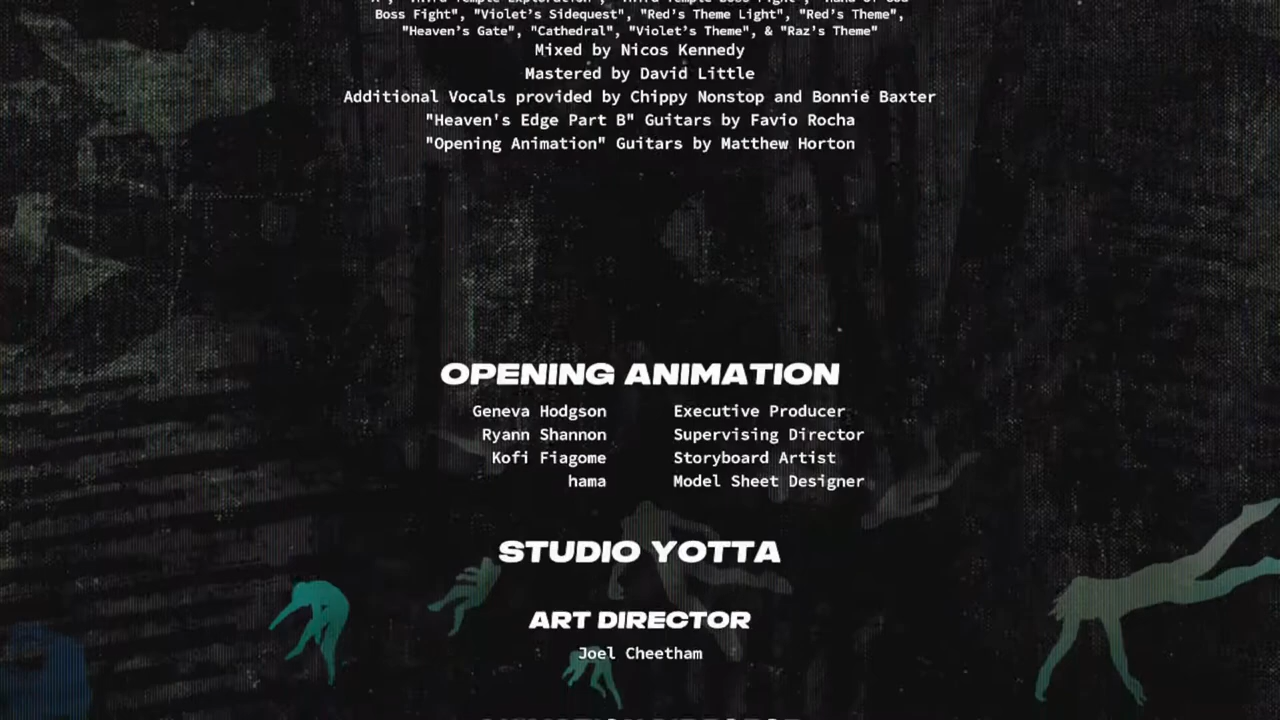 Boss Fight", "Violet’s Sidequest", "Red’s Theme Light", "Red’s Theme",
"Heaven’s Gate", "Cathedral", "Violet’s Theme", & "Raz’s Theme"
Mixed by Nicos Kennedy
Mastered by David Little
Additional Vocals provided by Chippy Nonstop and Bonnie Baxter
"Heaven's Edge Part B" Guitars by Favio Rocha
"Opening Animation" Guitars by Matthew Horton
OPENING ANIMATION
Geneva Hodgson Executive Producer
Ryann Shannon Supervising Director
Kofi Fiagome Storyboard Artist
hama Model Sheet Designer
STUDIO YOTTA
ART DIRECTOR
Joel Cheetham